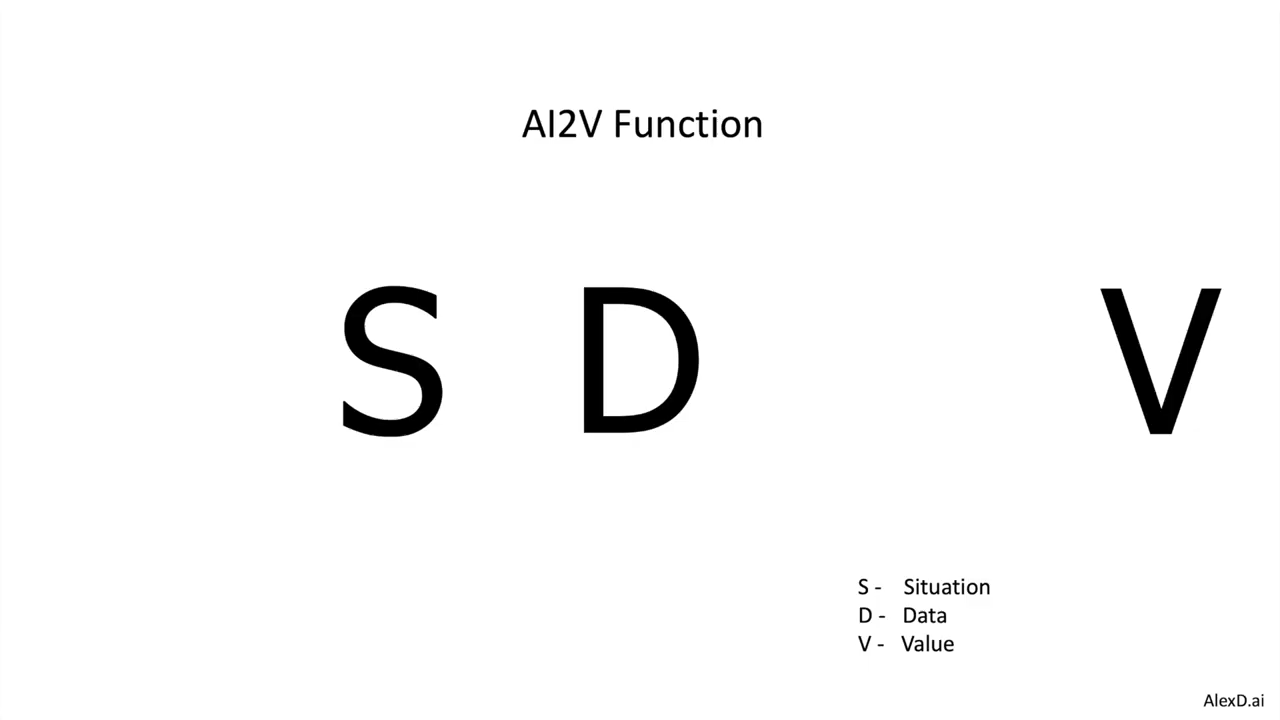 AI2V Function
S D V
S - Situation
D - Data
V - Value
AlexD.ai